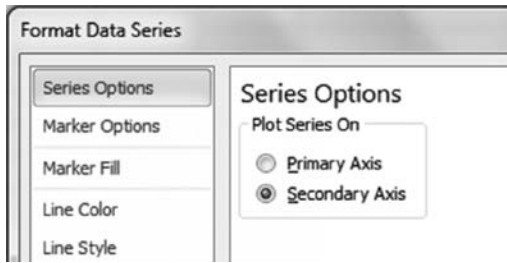 Format Data Series
Series Options
Marker Options
Marker Fill
Line Color
Line Style
Series Options
Plot Series On
Primary Axis
Secondary Axis